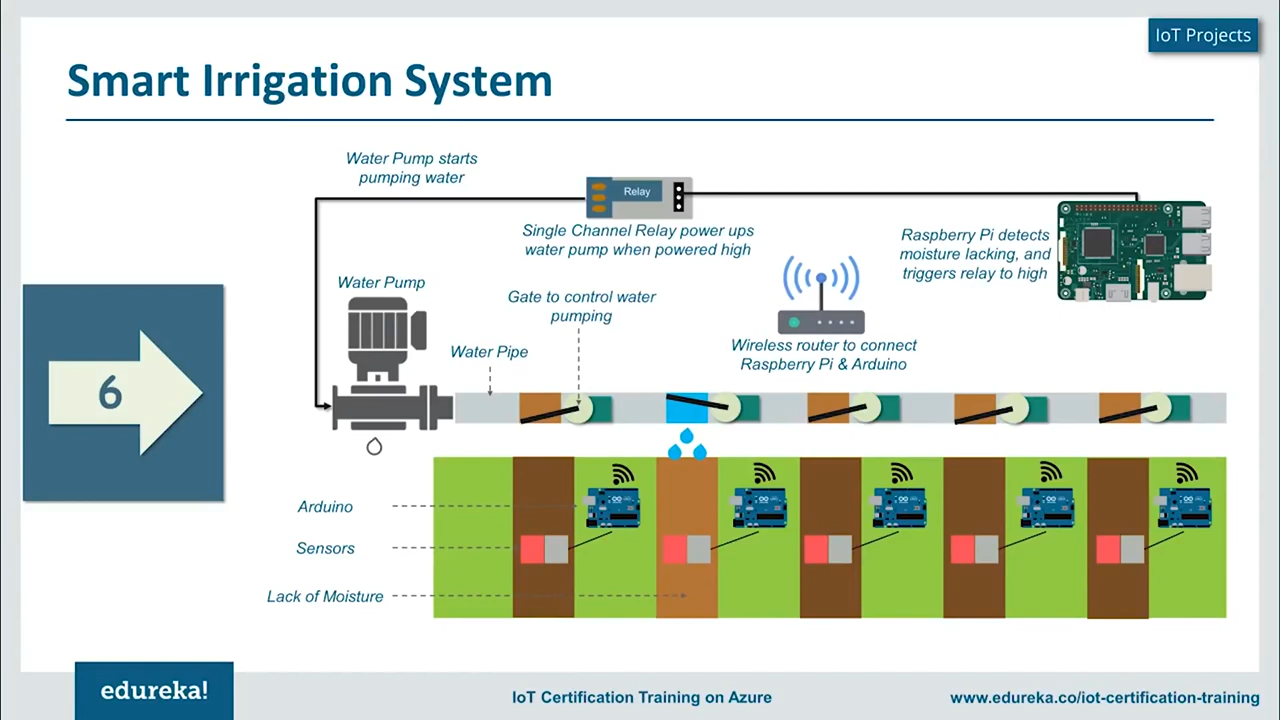 IoT Projects
Smart Irrigation System
Water Pump starts
pumping water
Relay
Single Channel Relay power ups
water pump when powered high
Raspberry Pi detects
moisture lacking, and
triggers relay to high
Water Pump
Gate to control water
pumping
Water Pipe
Wireless router to connect
Raspberry Pi & Arduino
6
Arduino
Sensors
Lack of Moisture
edureka!
IoT Certification Training on Azure
www.edureka.co/iot-certification-training